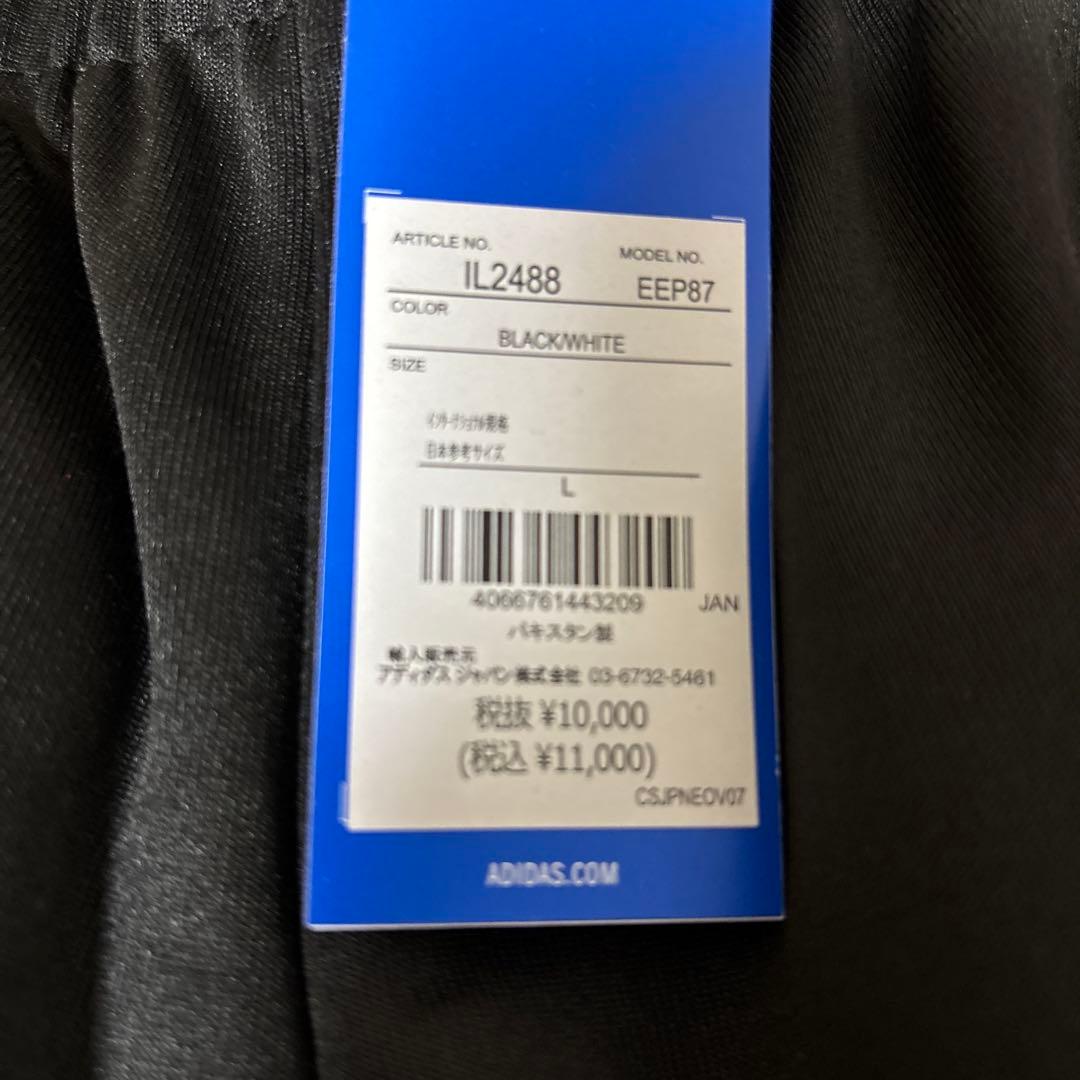 ARTICLE NO. MODEL NO.
IL2488 EEP87
COLOR
BLACK/WHITE
SIZE
インターナショナル規格
日本参考サイズ
L
4066761443209 JAN
パキスタン製
輸入販売元
アディダス ジャパン株式会社 03-6732-5461
税抜 ¥10,000
(税込 ¥11,000)
CSJPNEOV07
ADIDAS.COM